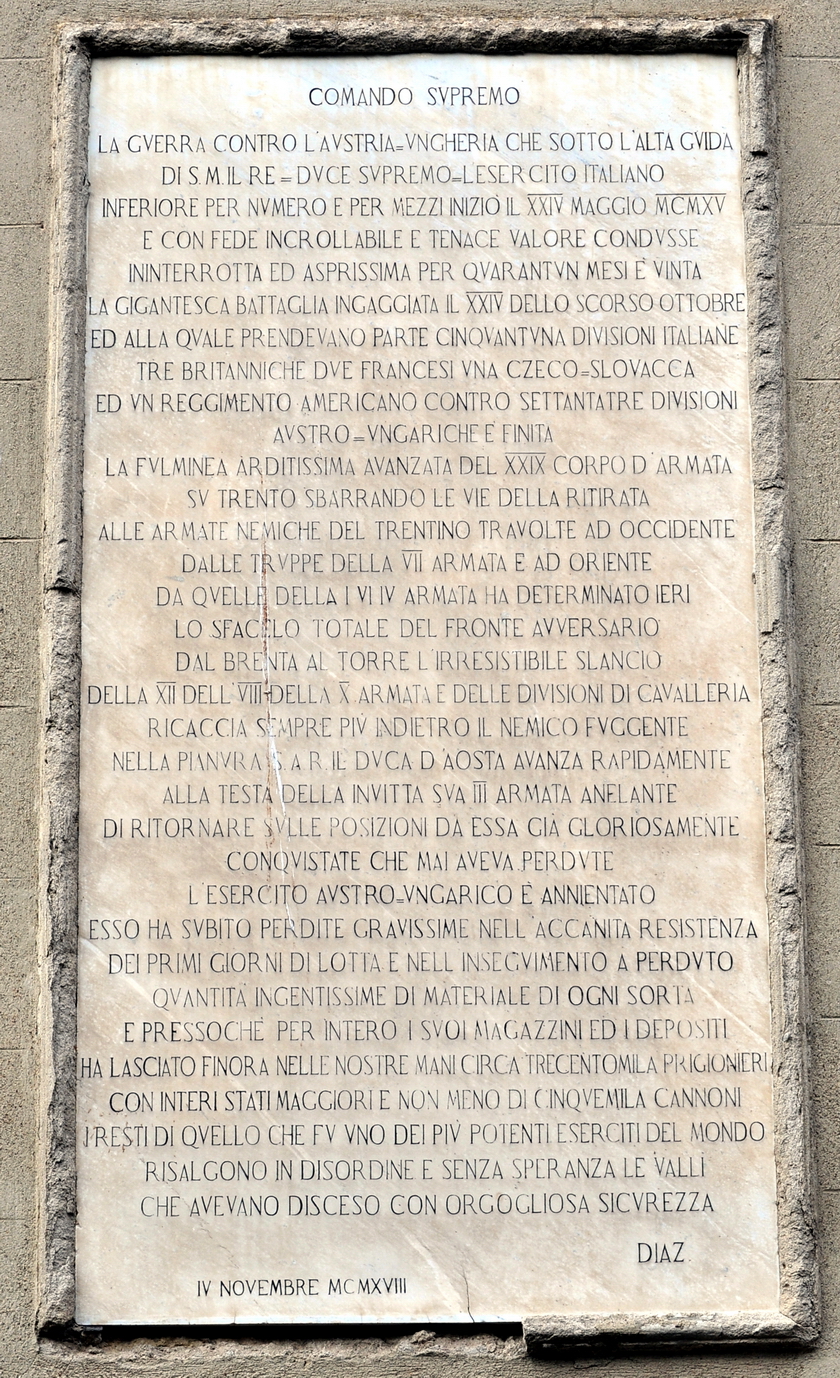 COMANDO SVPREMO
LA GVERRA CONTRO L'AVSTRIA=VNGHERIA CHE SOTTO L'ALTA GVIDA
DI S.M.IL RE=DVCE SVPREMO=L'ESERCITO ITALIANO
INFERIORE PER NVMERO E PER MEZZI INIZIÒ IL XXIV MAGGIO MCMXV
E CON FEDE INCROLLABILE E TENACE VALORE CONDVSSE
ININTERROTTA ED ASPRISSIMA PER QVARANTVN MESI È VINTA
LA GIGANTESCA BATTAGLIA INGAGGIATA IL XXIV DELLO SCORSO OTTOBRE
ED ALLA QVALE PRENDEVANO PARTE CINQVANTVNA DIVISIONI ITALIANE
TRE BRITANNICHE DVE FRANCESI VNA CZECO=SLOVACCA
ED VN REGGIMENTO AMERICANO CONTRO SETTANTATRE DIVISIONI
AVSTRO=VNGARICHE È FINITA
LA FVLMINEA ARDITISSIMA AVANZATA DEL XXIX CORPO D'ARMATA
SV TRENTO SBARRANDO LE VIE DELLA RITIRATA
ALLE ARMATE NEMICHE DEL TRENTINO TRAVOLTE AD OCCIDENTE
DALLE TRVPPE DELLA VII ARMATA E AD ORIENTE
DA QVELLE DELLA I VI IV ARMATA HA DETERMINATO IERI
LO SFACELO TOTALE DEL FRONTE AVVERSARIO
DAL BRENTA AL TORRE L'IRRESISTIBILE SLANCIO
DELLA XII DELL'VIII DELLA X ARMATA E DELLE DIVISIONI DI CAVALLERIA
RICACCIA SEMPRE PIV INDIETRO IL NEMICO FVGGENTE
NELLA PIANVRA S.A.R.IL DVCA D'AOSTA AVANZA RAPIDAMENTE
ALLA TESTA DELLA INVITTA SVA III ARMATA ANELANTE
DI RITORNARE SVLLE POSIZIONI DA ESSA GIÀ GLORIOSAMENTE
CONQVISTATE CHE MAI AVEVA PERDVTE
L'ESERCITO AVSTRO=VNGARICO È ANNIENTATO
ESSO HA SVBITO PERDITE GRAVISSIME NELL'ACCANITA RESISTENZA
DEI PRIMI GIORNI DI LOTTA E NELL'INSEGVIMENTO A PERDVTO
QVANTITÀ INGENTISSIME DI MATERIALE DI OGNI SORTA
E PRESSOCHÈ PER INTERO I SVOI MAGAZZINI ED I DEPOSITI
HA LASCIATO FINORA NELLE NOSTRE MANI CIRCA TRECENTOMILA PRIGIONIERI
CON INTERI STATI MAGGIORI E NON MENO DI CINQVEMILA CANNONI
I RESTI DI QVELLO CHE FV VNO DEI PIV POTENTI ESERCITI DEL MONDO
RISALGONO IN DISORDINE E SENZA SPERANZA LE VALLI
CHE AVEVANO DISCESO CON ORGOGLIOSA SICVREZZA
DIAZ
IV NOVEMBRE MCMXVIII